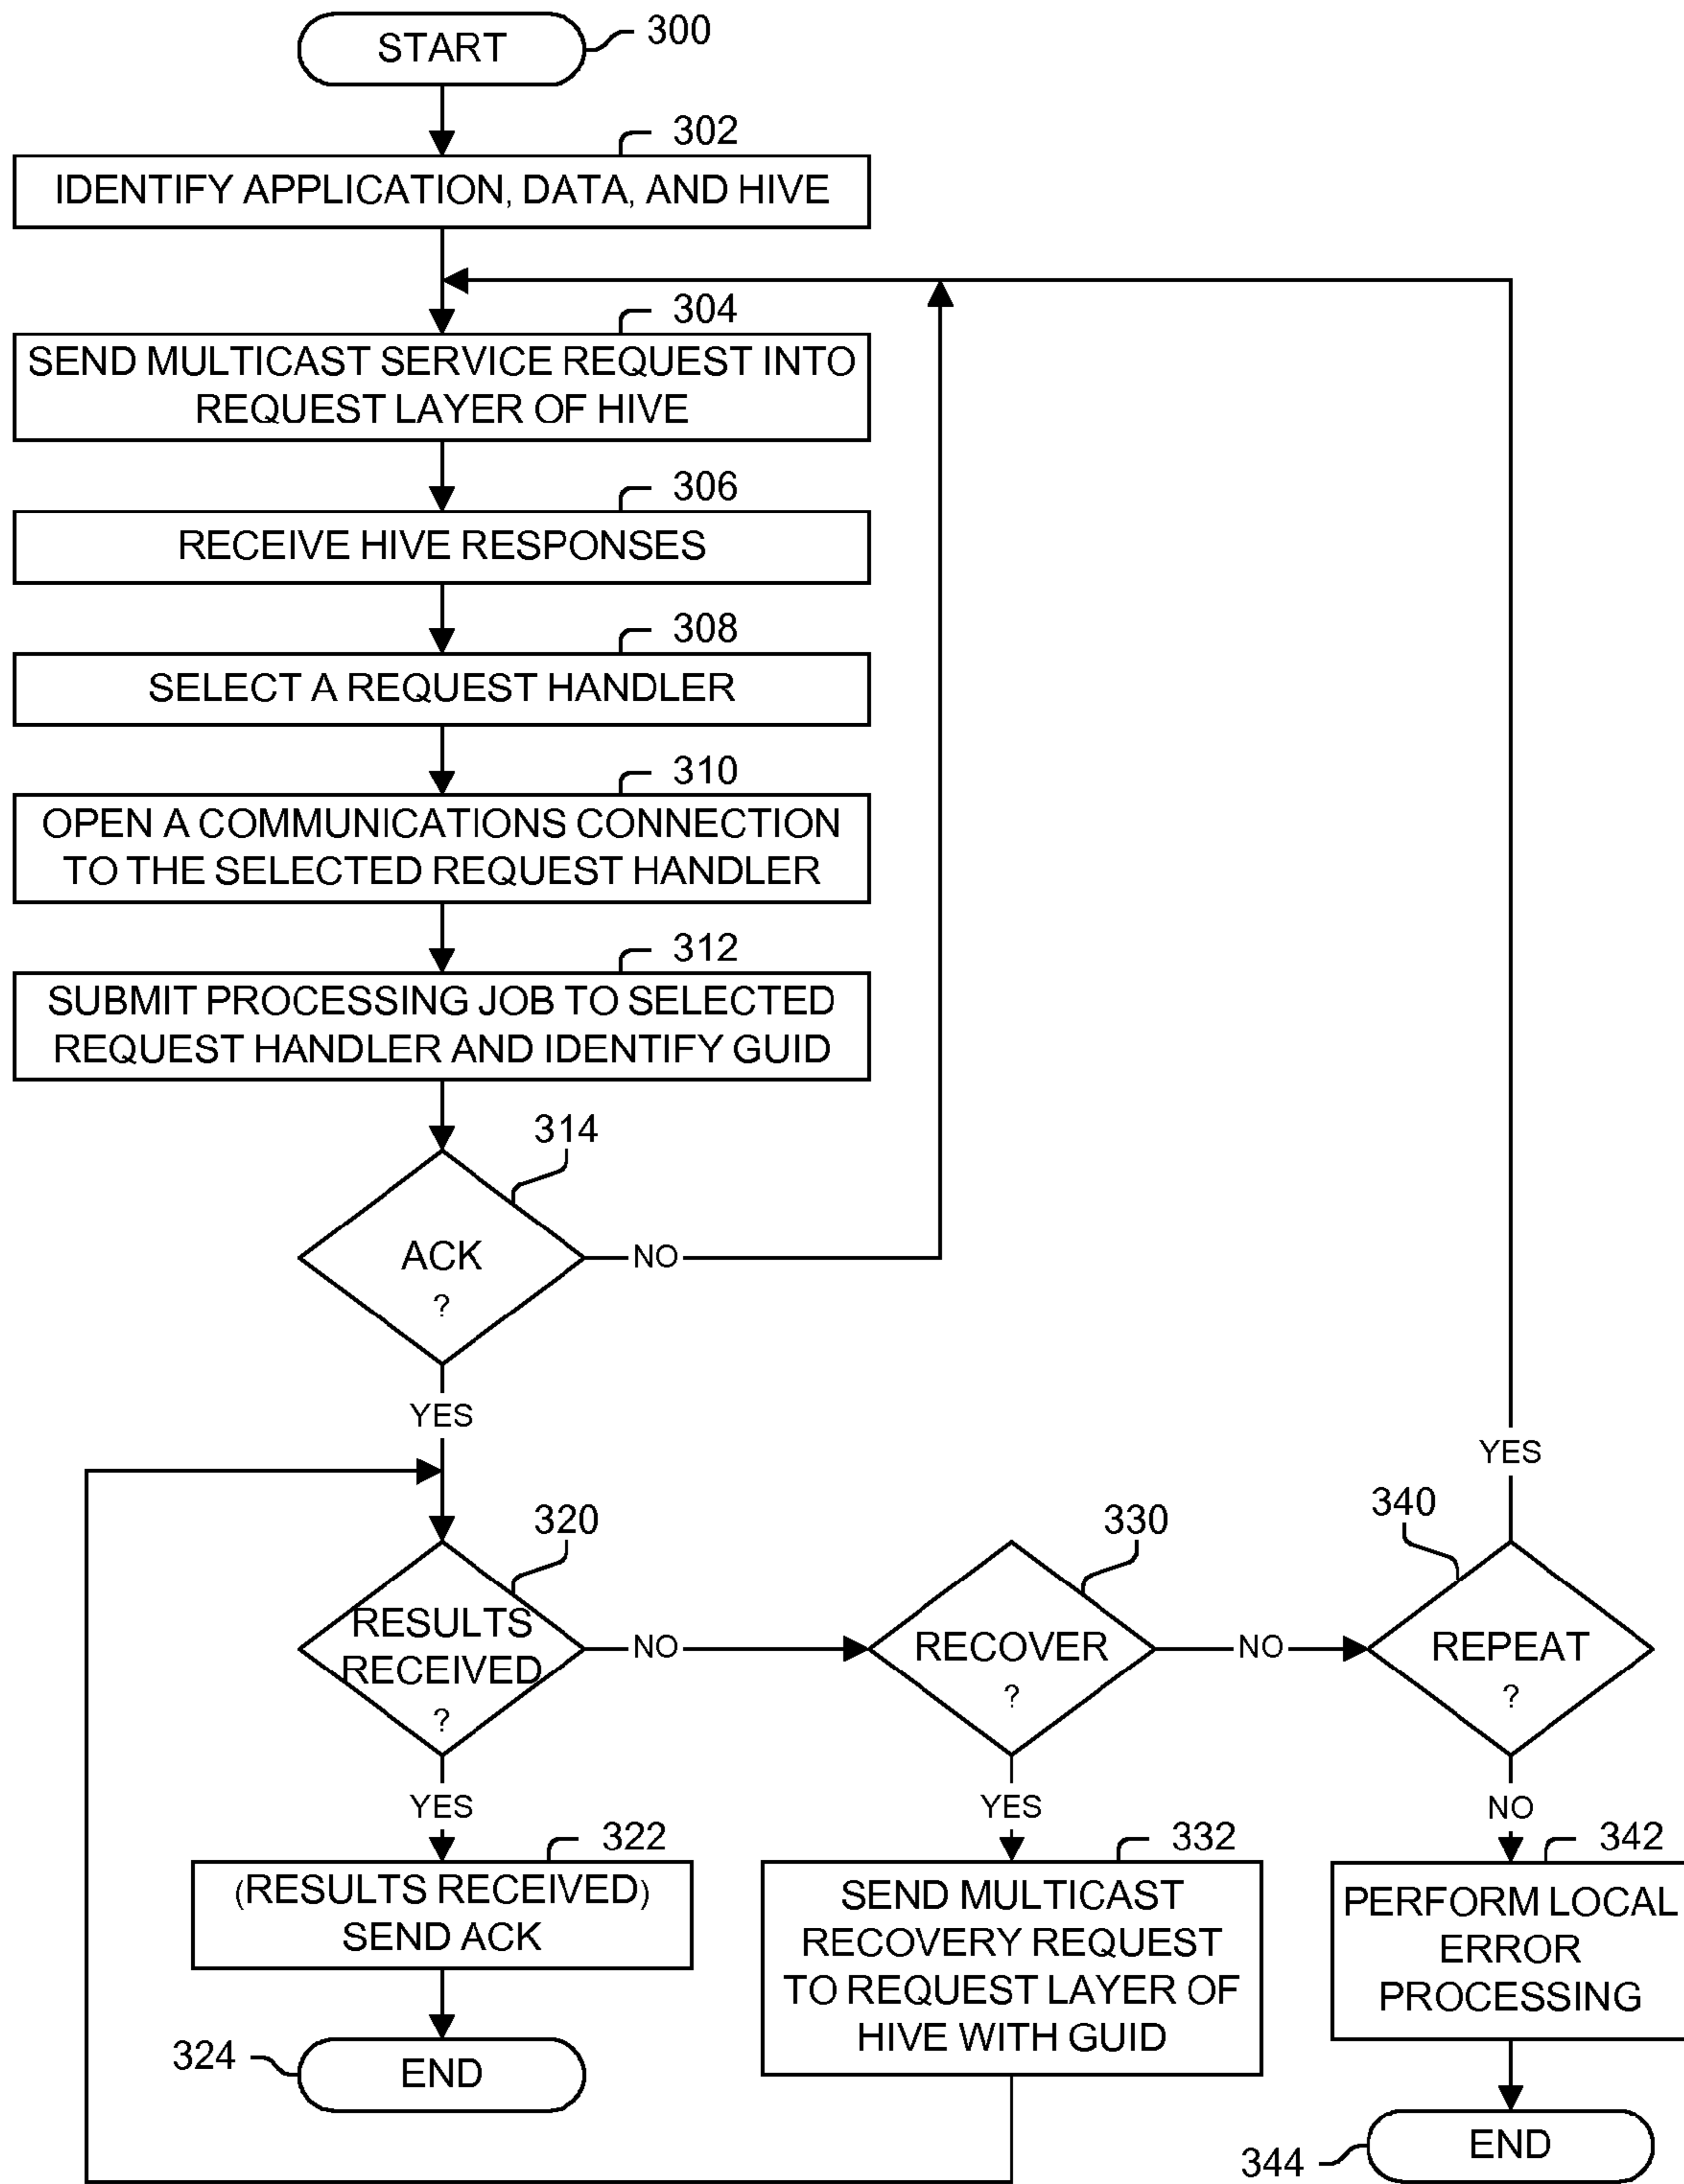 START
300
302
IDENTIFY APPLICATION, DATA, AND HIVE
304
SEND MULTICAST SERVICE REQUEST INTO
REQUEST LAYER OF HIVE
306
RECEIVE HIVE RESPONSES
308
SELECT A REQUEST HANDLER
310
OPEN A COMMUNICATIONS CONNECTION
TO THE SELECTED REQUEST HANDLER
312
SUBMIT PROCESSING JOB TO SELECTED
REQUEST HANDLER AND IDENTIFY GUID
314
ACK
?
NO
YES
320
RESULTS
RECEIVED
?
NO
330
RECOVER
?
NO
340
REPEAT
?
YES
YES
322
(RESULTS RECEIVED)
SEND ACK
324
END
YES
332
SEND MULTICAST
RECOVERY REQUEST
TO REQUEST LAYER OF
HIVE WITH GUID
NO
342
PERFORM LOCAL
ERROR
PROCESSING
344
END